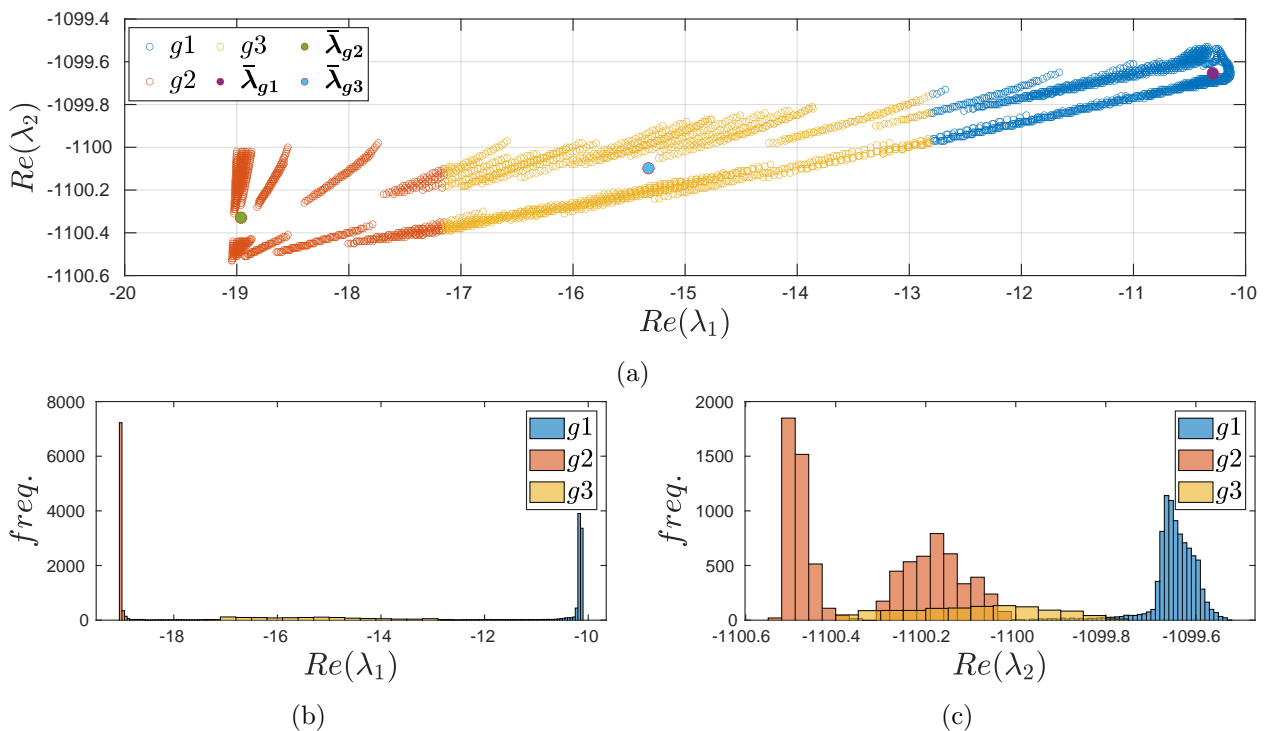 -1099.4
-1099.6
-1099.8
-1100
-1100.2
-1100.4
-1100.6
Re(λ₂)
g1 g3 λ̄g2
g2 λ̄g1 λ̄g3
-20 -19 -18 -17 -16 -15 -14 -13 -12 -11 -10
Re(λ₁)
(a)
8000
6000
4000
2000
0
freq.
g1
g2
g3
-18 -16 -14 -12 -10
Re(λ₁)
(b)
2000
1500
1000
500
0
freq.
g1
g2
g3
-1100.6 -1100.4 -1100.2 -1100 -1099.8 -1099.6
Re(λ₂)
(c)